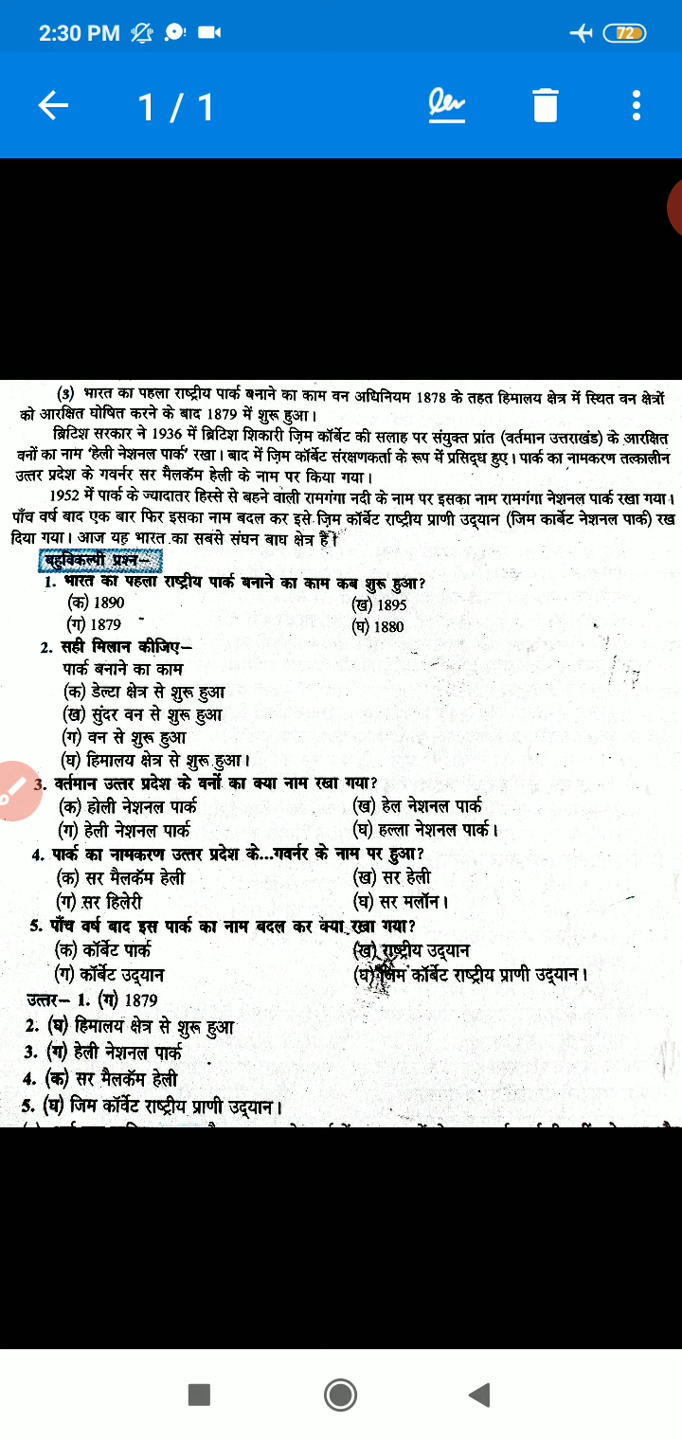 2:30 PM
72
1 / 1
(3) भारत का पहला राष्ट्रीय पार्क बनाने का काम वन अधिनियम 1878 के तहत हिमालय क्षेत्र में स्थित वन क्षेत्रों
को आरक्षित घोषित करने के बाद 1879 में शुरू हुआ।
ब्रिटिश सरकार ने 1936 में ब्रिटिश शिकारी ज़िम कॉर्बेट की सलाह पर संयुक्त प्रांत (वर्तमान उत्तराखंड) के आरक्षित
वनों का नाम 'हेली नेशनल पार्क' रखा। बाद में ज़िम कॉर्बेट संरक्षणकर्ता के रूप में प्रसिद्ध हुए। पार्क का नामकरण तत्कालीन
उत्तर प्रदेश के गवर्नर सर मैलकॅम हेली के नाम पर किया गया।
1952 में पार्क के ज्यादातर हिस्से से बहने वाली रामगंगा नदी के नाम पर इसका नाम रामगंगा नेशनल पार्क रखा गया।
पाँच वर्ष बाद एक बार फिर इसका नाम बदल कर इसे ज़िम कॉर्बेट राष्ट्रीय प्राणी उद्यान (जिम कार्बेट नेशनल पार्क) रख
दिया गया। आज यह भारत का सबसे संघन बाघ क्षेत्र है।
बहुविकल्पी प्रश्न–
1. भारत का पहला राष्ट्रीय पार्क बनाने का काम कब शुरू हुआ?
(क) 1890 (ख) 1895
(ग) 1879 (घ) 1880
2. सही मिलान कीजिए–
पार्क बनाने का काम
(क) डेल्टा क्षेत्र से शुरू हुआ
(ख) सुंदर वन से शुरू हुआ
(ग) वन से शुरू हुआ
(घ) हिमालय क्षेत्र से शुरू हुआ।
3. वर्तमान उत्तर प्रदेश के वनों का क्या नाम रखा गया?
(क) होली नेशनल पार्क (ख) हेल नेशनल पार्क
(ग) हेली नेशनल पार्क (घ) हल्ला नेशनल पार्क।
4. पार्क का नामकरण उत्तर प्रदेश के...गवर्नर के नाम पर हुआ?
(क) सर मैलकॅम हेली (ख) सर हेली
(ग) सर हिलेरी (घ) सर मलॉन।
5. पाँच वर्ष बाद इस पार्क का नाम बदल कर क्या रखा गया?
(क) कॉर्बेट पार्क (ख) राष्ट्रीय उद्यान
(ग) कॉर्बेट उद्यान (घ) जिम कॉर्बेट राष्ट्रीय प्राणी उद्यान।
उत्तर– 1. (ग) 1879
2. (घ) हिमालय क्षेत्र से शुरू हुआ
3. (ग) हेली नेशनल पार्क
4. (क) सर मैलकॅम हेली
5. (घ) जिम कॉर्वेट राष्ट्रीय प्राणी उद्यान।